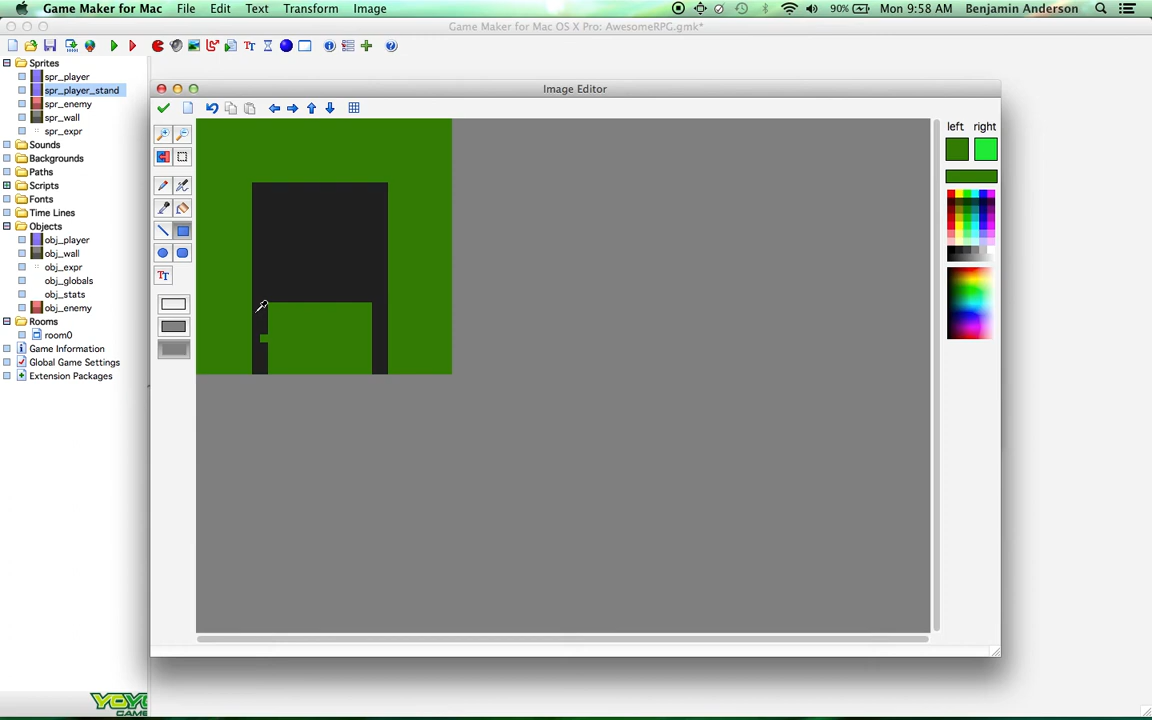 Game Maker for Mac File Edit Text Transform Image 90% Mon 9:58 AM Benjamin Anderson
Game Maker for Mac OS X Pro: AwesomeRPG.gmk*
Sprites
spr_player
spr_player_stand
spr_enemy
spr_wall
spr_expr
Sounds
Backgrounds
Paths
Scripts
Fonts
Time Lines
Objects
obj_player
obj_wall
obj_expr
obj_globals
obj_stats
obj_enemy
Rooms
room0
Game Information
Global Game Settings
Extension Packages
Image Editor
left right